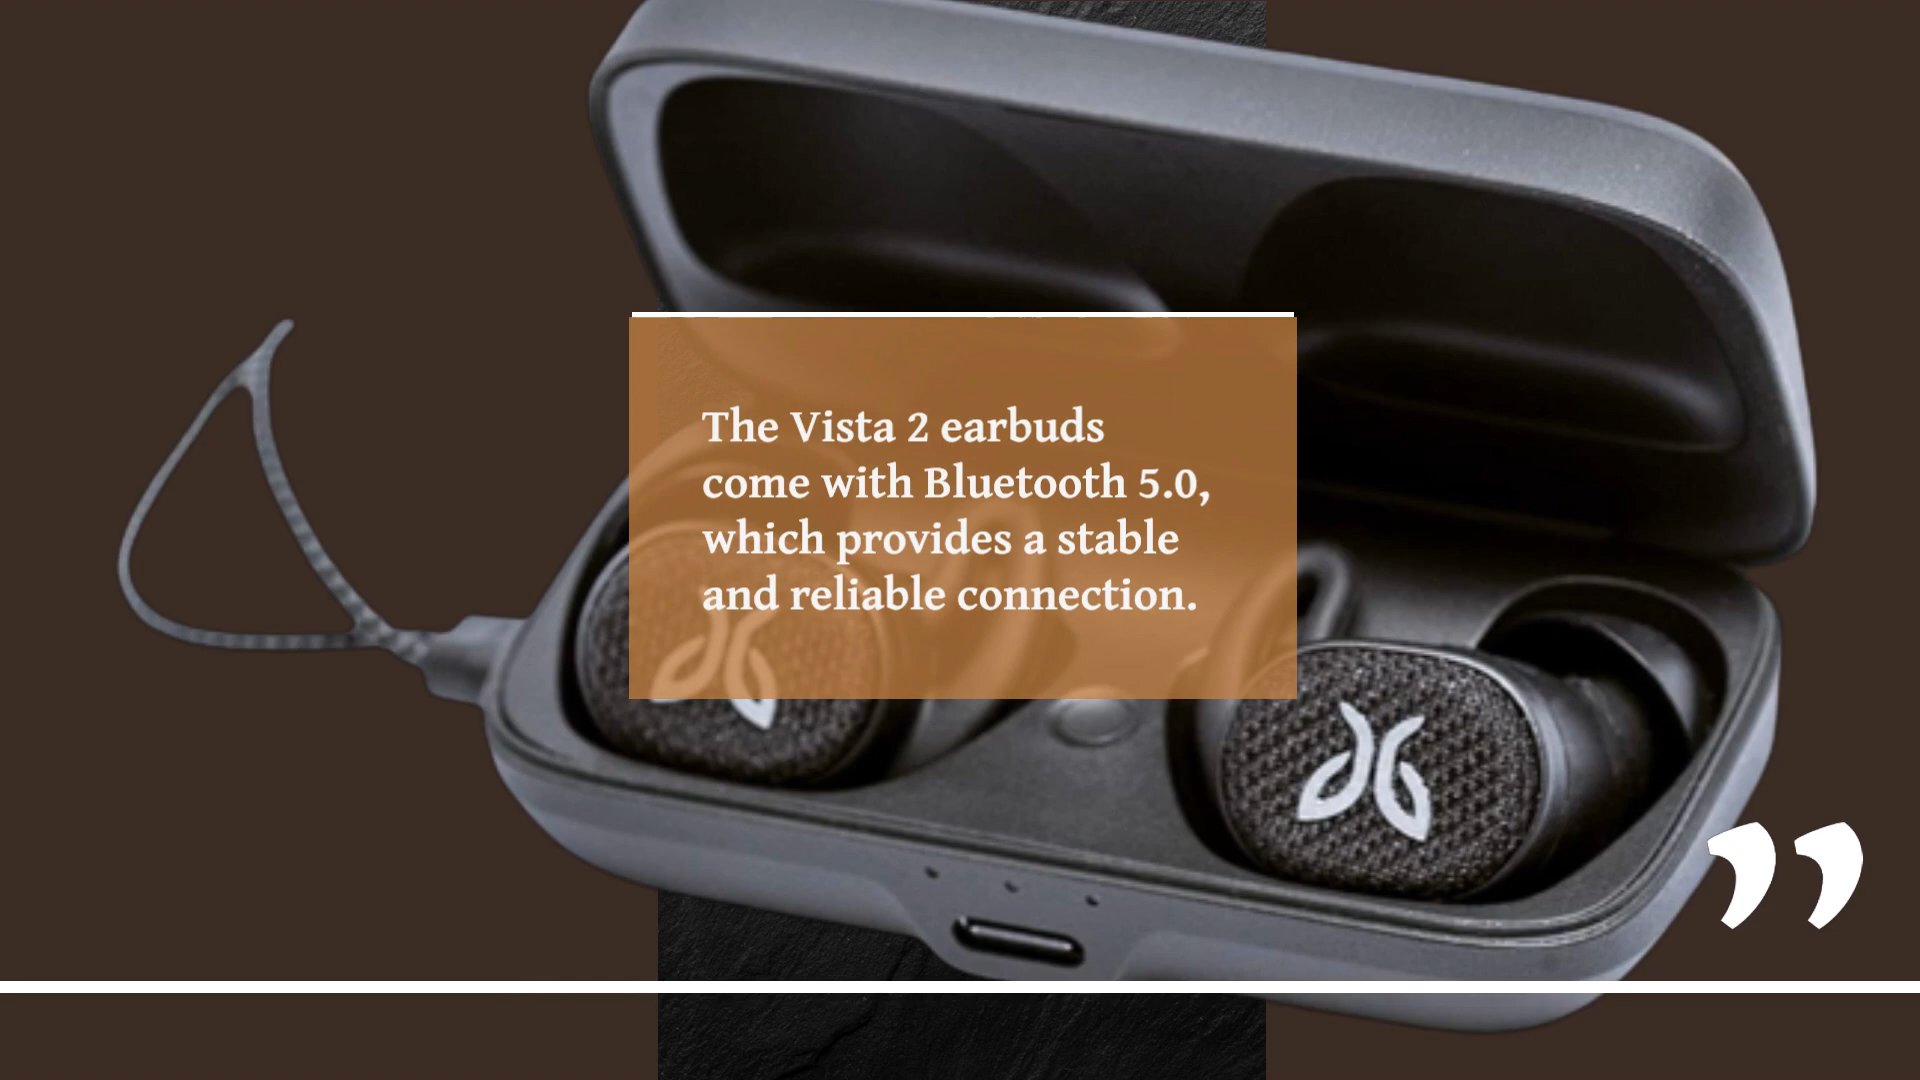 The Vista 2 earbuds
come with Bluetooth 5.0,
which provides a stable
and reliable connection.
”